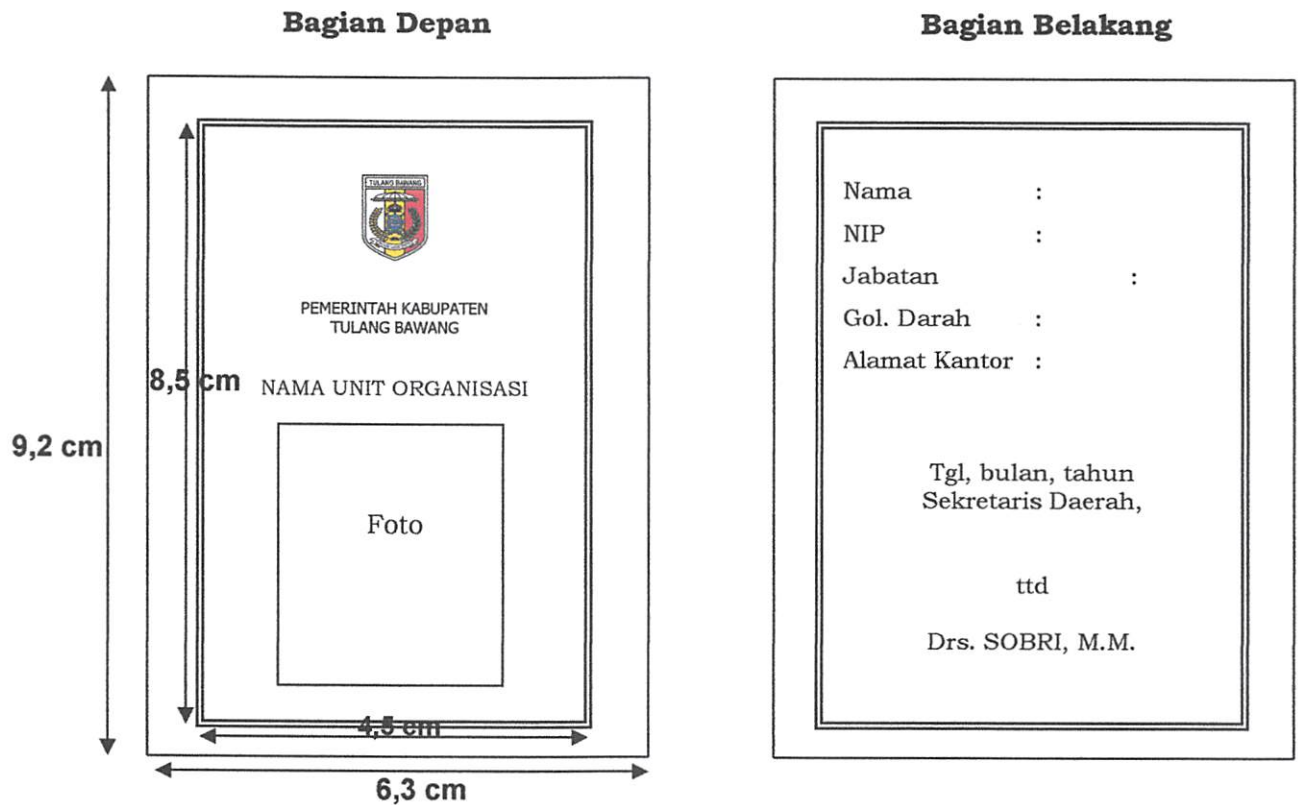 Bagian Depan
TULANG BAWANG
PEMERINTAH KABUPATEN
TULANG BAWANG
8,5 cm
NAMA UNIT ORGANISASI
9,2 cm
Foto
4,5 cm
6,3 cm
Bagian Belakang
Nama :
NIP :
Jabatan :
Gol. Darah :
Alamat Kantor :
Tgl, bulan, tahun
Sekretaris Daerah,
ttd
Drs. SOBRI, M.M.